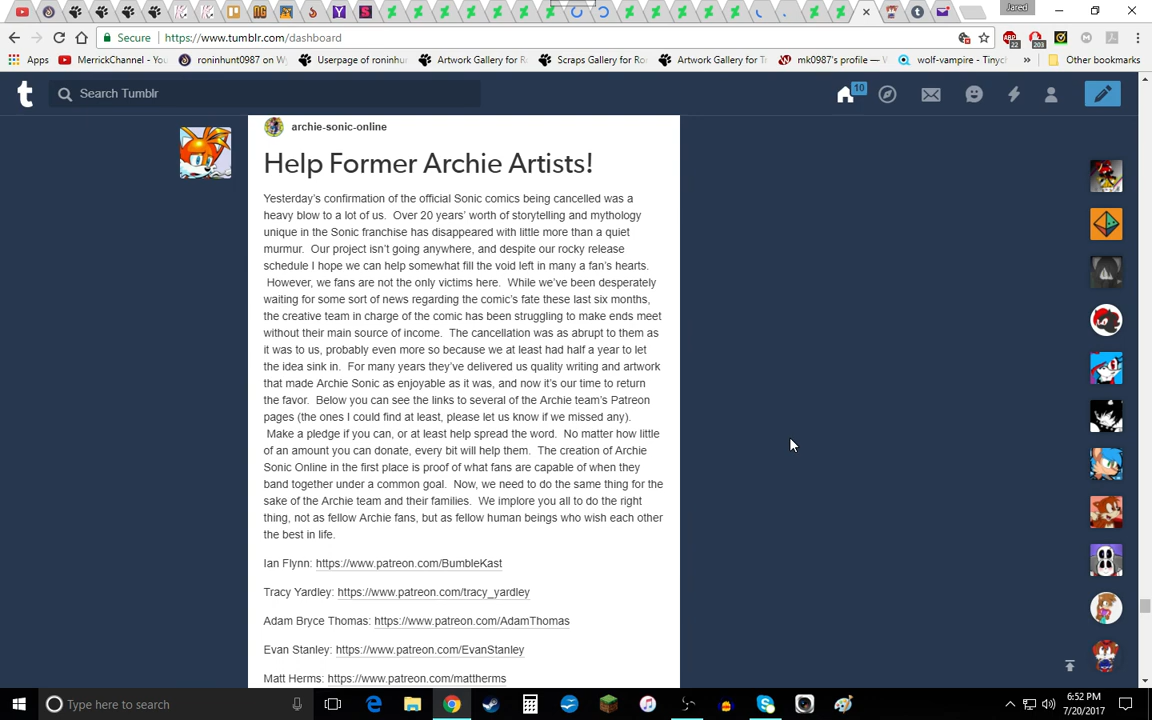 Jared
Secure
https://www.tumblr.com/dashboard
22
203
Apps
MerrickChannel - You
roninhunt0987 on W
Userpage of roninhu
Artwork Gallery for R
Scraps Gallery for Ro
Artwork Gallery for T
mk0987's profile —
wolf-vampire - Tinyc
»
Other bookmarks
t
Search Tumblr
10
archie-sonic-online
Help Former Archie Artists!
Yesterday's confirmation of the official Sonic comics being cancelled was a
heavy blow to a lot of us. Over 20 years' worth of storytelling and mythology
unique in the Sonic franchise has disappeared with little more than a quiet
murmur. Our project isn't going anywhere, and despite our rocky release
schedule I hope we can help somewhat fill the void left in many a fan's hearts.
However, we fans are not the only victims here. While we've been desperately
waiting for some sort of news regarding the comic's fate these last six months,
the creative team in charge of the comic has been struggling to make ends meet
without their main source of income. The cancellation was as abrupt to them as
it was to us, probably even more so because we at least had half a year to let
the idea sink in. For many years they've delivered us quality writing and artwork
that made Archie Sonic as enjoyable as it was, and now it's our time to return
the favor. Below you can see the links to several of the Archie team's Patreon
pages (the ones I could find at least, please let us know if we missed any).
Make a pledge if you can, or at least help spread the word. No matter how little
of an amount you can donate, every bit will help them. The creation of Archie
Sonic Online in the first place is proof of what fans are capable of when they
band together under a common goal. Now, we need to do the same thing for the
sake of the Archie team and their families. We implore you all to do the right
thing, not as fellow Archie fans, but as fellow human beings who wish each other
the best in life.
Ian Flynn: https://www.patreon.com/BumbleKast
Tracy Yardley: https://www.patreon.com/tracy_yardley
Adam Bryce Thomas: https://www.patreon.com/AdamThomas
Evan Stanley: https://www.patreon.com/EvanStanley
Matt Herms: https://www.patreon.com/mattherms
Type here to search
6:52 PM
7/20/2017